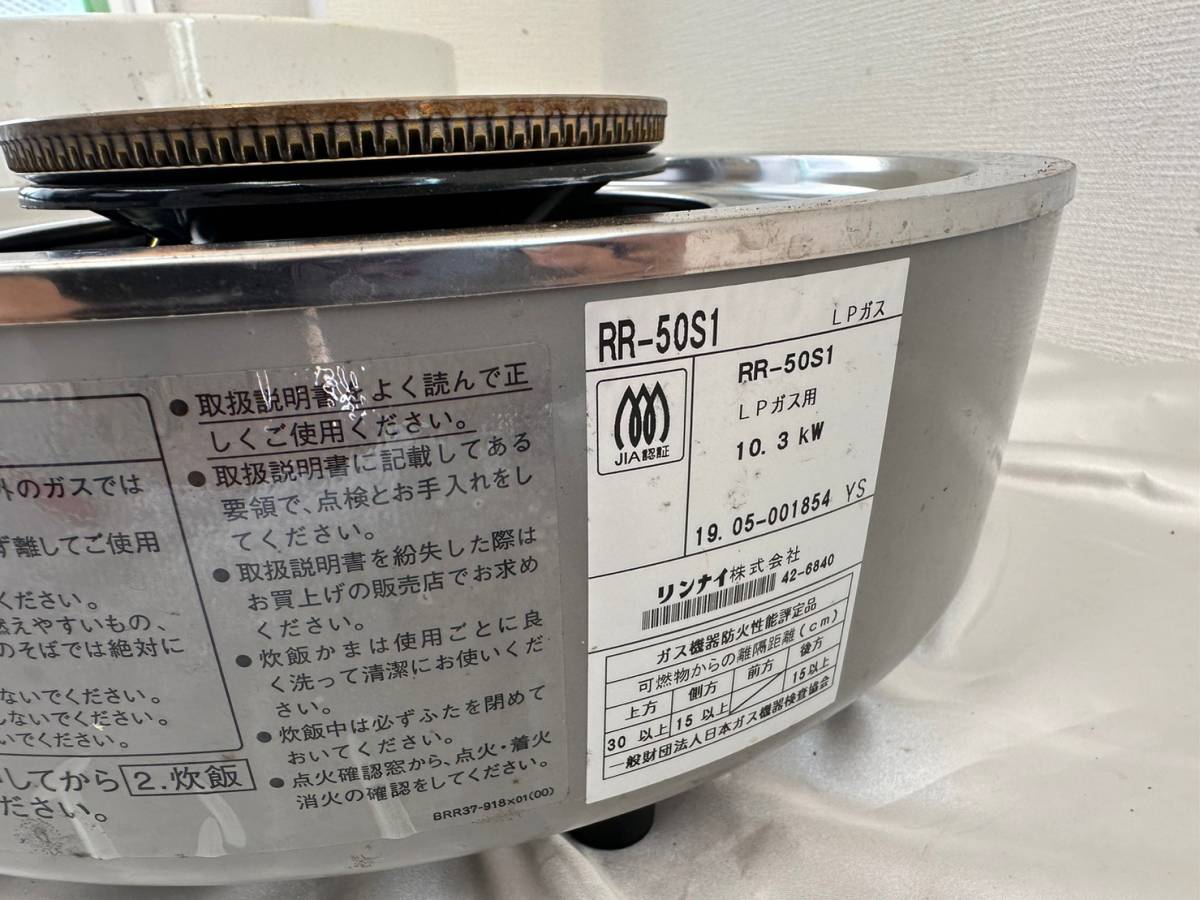 外のガスでは
ず離してご使用
ください。
燃えやすいもの、
のそばでは絶対に
ないでください。
しないでください。
いでください。
してから 2.炊飯
ださい。
●取扱説明書をよく読んで正
しくご使用ください。
●取扱説明書に記載してある
要領で、点検とお手入れをし
てください。
●取扱説明書を紛失した際は
お買上げの販売店でお求め
ください。
●炊飯かまは使用ごとに良
く洗って清潔にお使いくだ
さい。
●炊飯中は必ずふたを閉めて
おいてください。
●点火確認窓から、点火・着火
消火の確認をしてください。
BRR37-918×01(00)
RR-50S1 LPガス
JIA認証
RR-50S1
LPガス用
10.3 kW
19.05-001854 YS
リンナイ株式会社
42-6840
ガス機器防火性能評定品
可燃物からの離隔距離(cm)
上方 側方 前方 後方
30 以上 15 以上 15以上
一般財団法人日本ガス機器検査協会